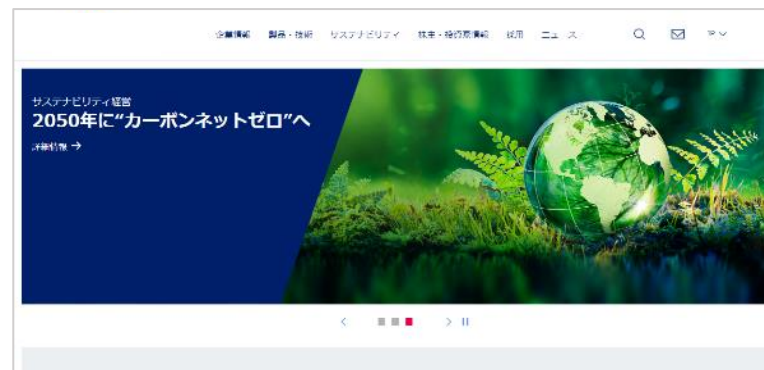 企業情報 製品・技術 サステナビリティ 株主・投資家情報 採用 ニュース JP
サステナビリティ経営
2050年に“カーボンネットゼロ”へ
詳細情報 →